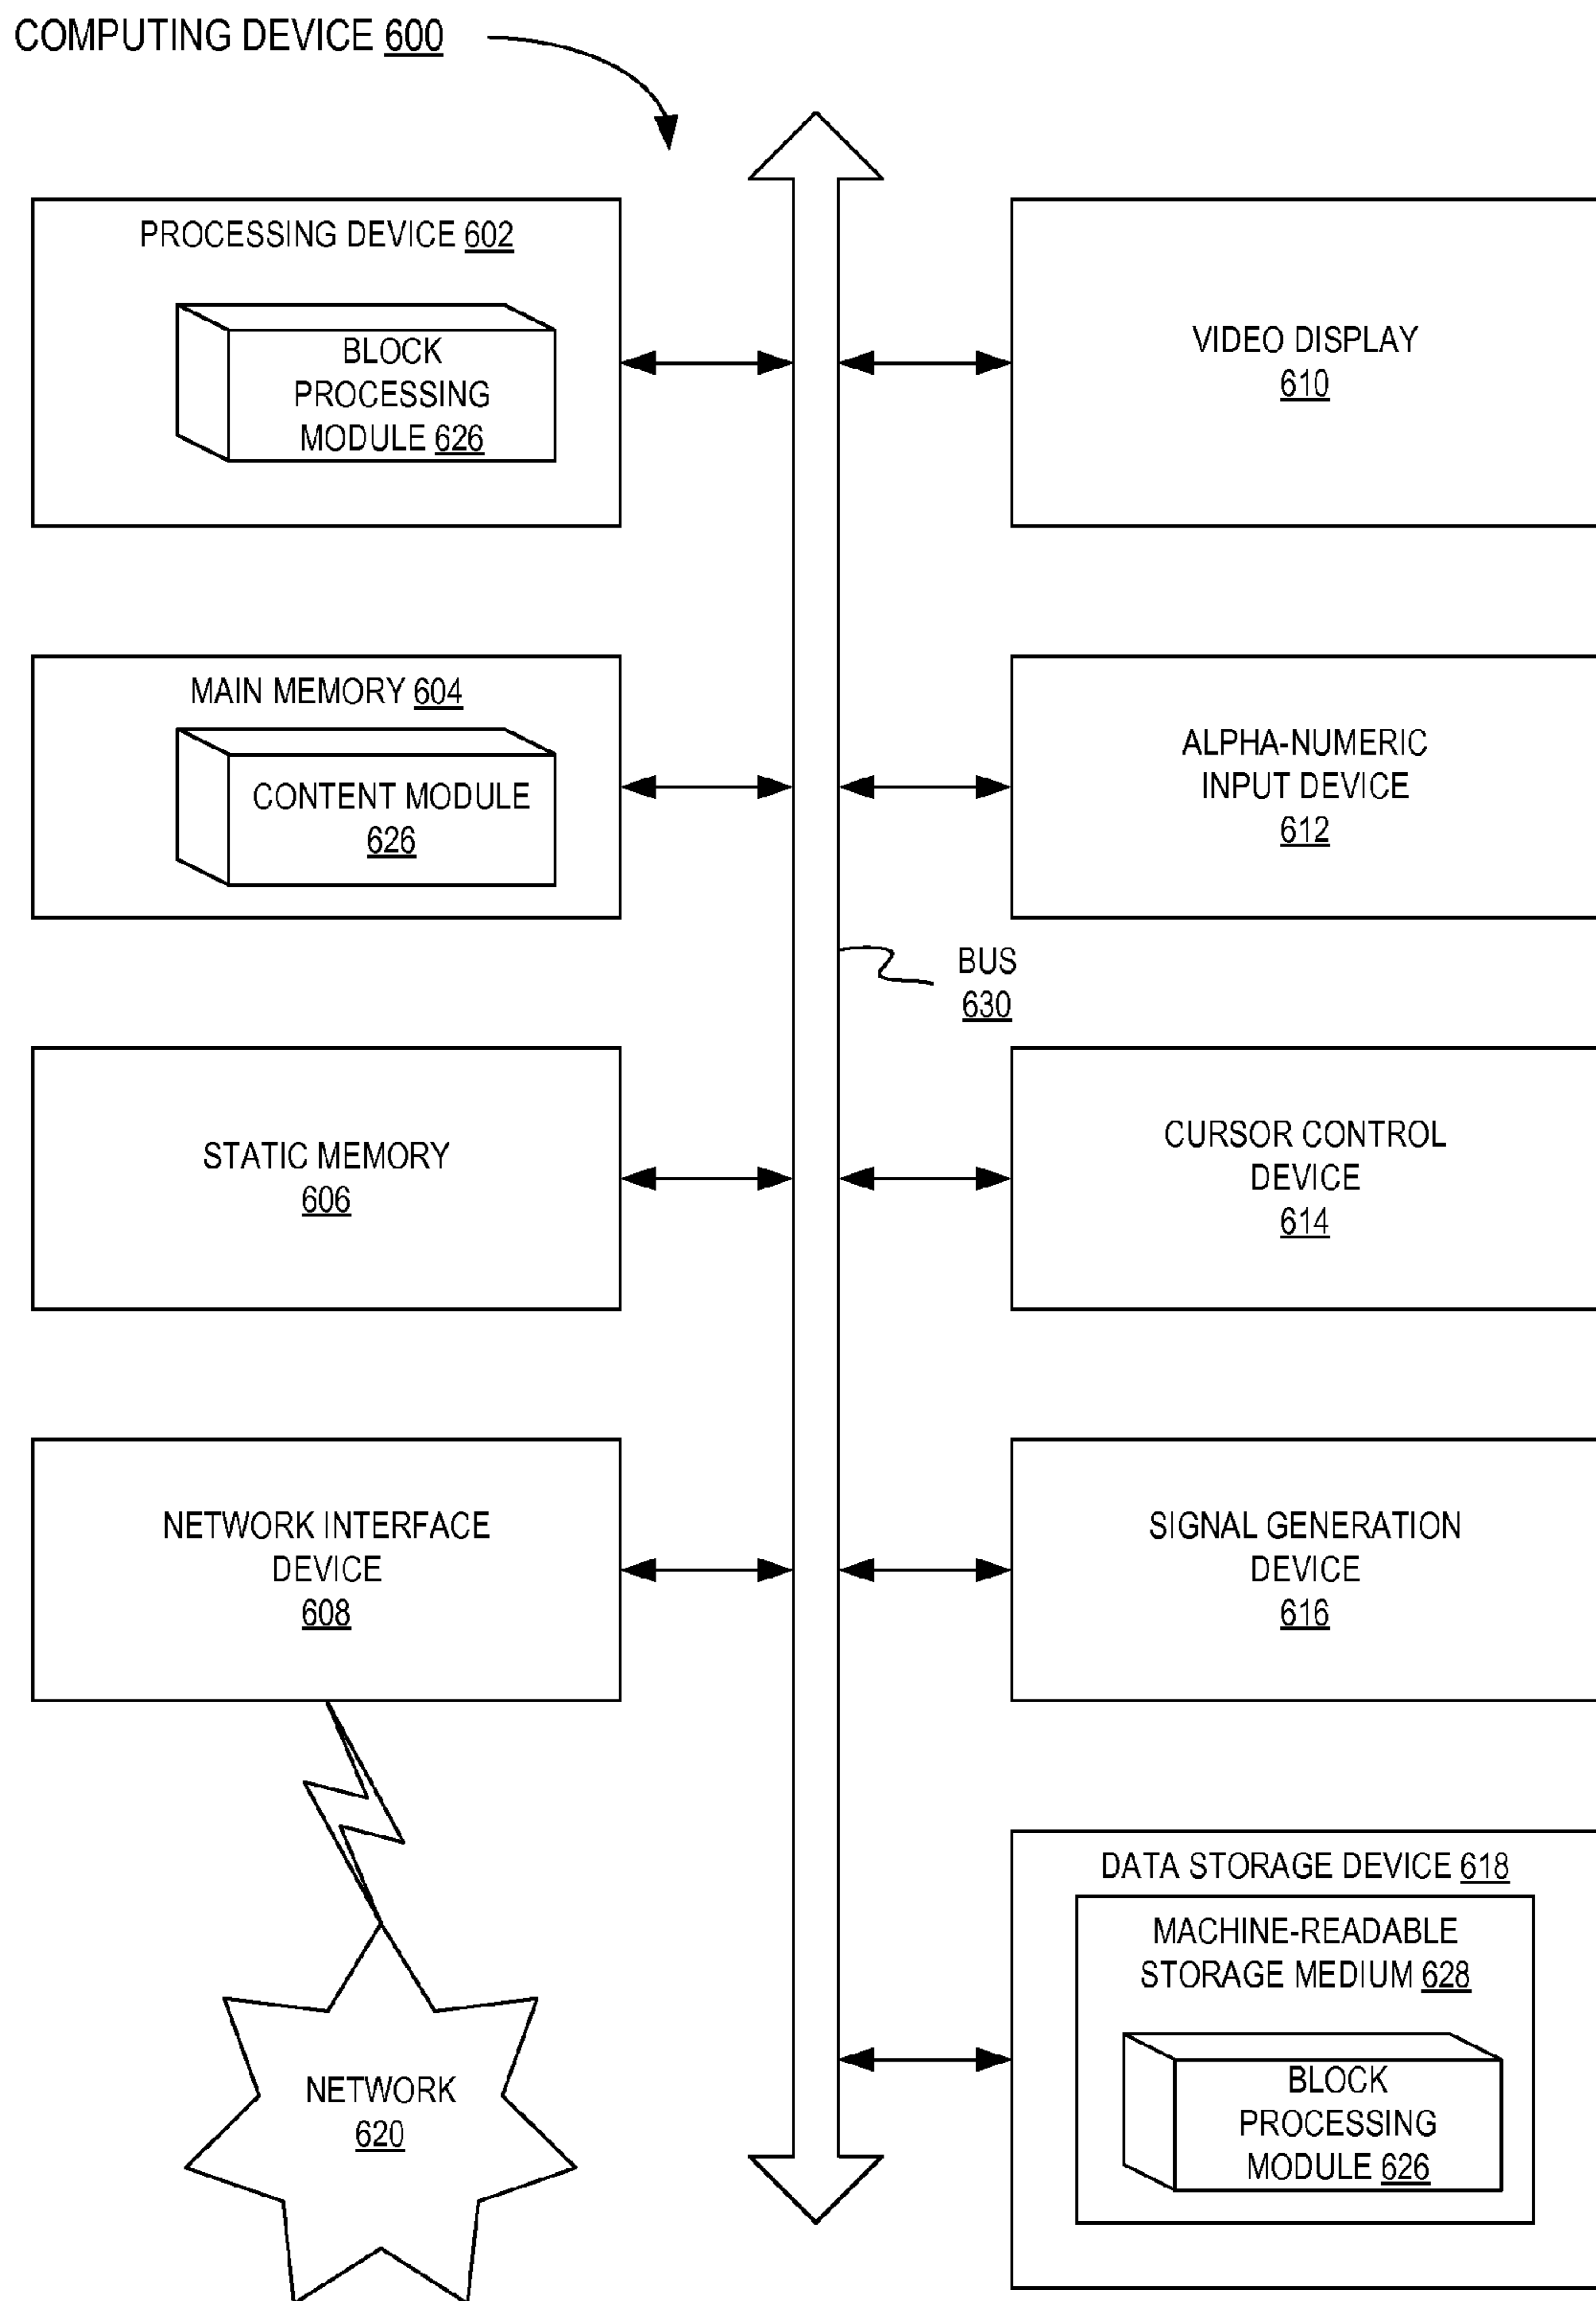 COMPUTING DEVICE 600
PROCESSING DEVICE 602
BLOCK
PROCESSING
MODULE 626
VIDEO DISPLAY
610
MAIN MEMORY 604
CONTENT MODULE
626
ALPHA-NUMERIC
INPUT DEVICE
612
BUS
630
STATIC MEMORY
606
CURSOR CONTROL
DEVICE
614
NETWORK INTERFACE
DEVICE
608
SIGNAL GENERATION
DEVICE
616
DATA STORAGE DEVICE 618
MACHINE-READABLE
STORAGE MEDIUM 628
BLOCK
PROCESSING
MODULE 626
NETWORK
620